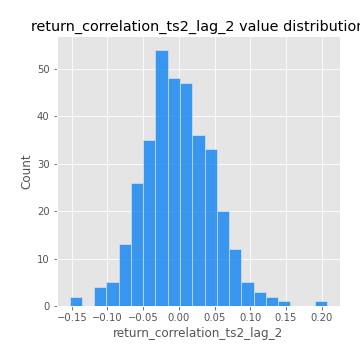 return_correlation_ts2_lag_2 value distribution
50
40
30
20
10
0
Count
−0.15 −0.10 −0.05 0.00 0.05 0.10 0.15 0.20
return_correlation_ts2_lag_2